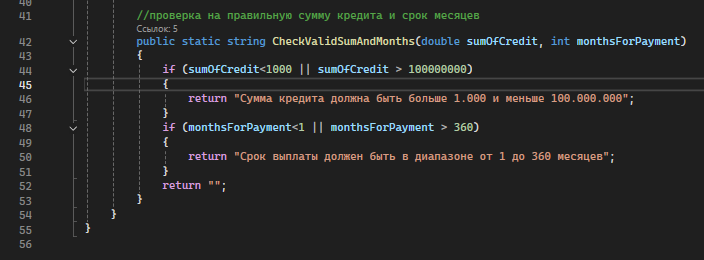 40
41 //проверка на правильную сумму кредита и срок месяцев
Ссылок: 5
42 public static string CheckValidSumAndMonths(double sumOfCredit, int monthsForPayment)
43 {
44 if (sumOfCredit<1000 || sumOfCredit > 100000000)
45 {
46 return "Сумма кредита должна быть больше 1.000 и меньше 100.000.000";
47 }
48 if (monthsForPayment<1 || monthsForPayment > 360)
49 {
50 return "Срок выплаты должен быть в диапазоне от 1 до 360 месяцев";
51 }
52 return "";
53 }
54 }
55 }
56